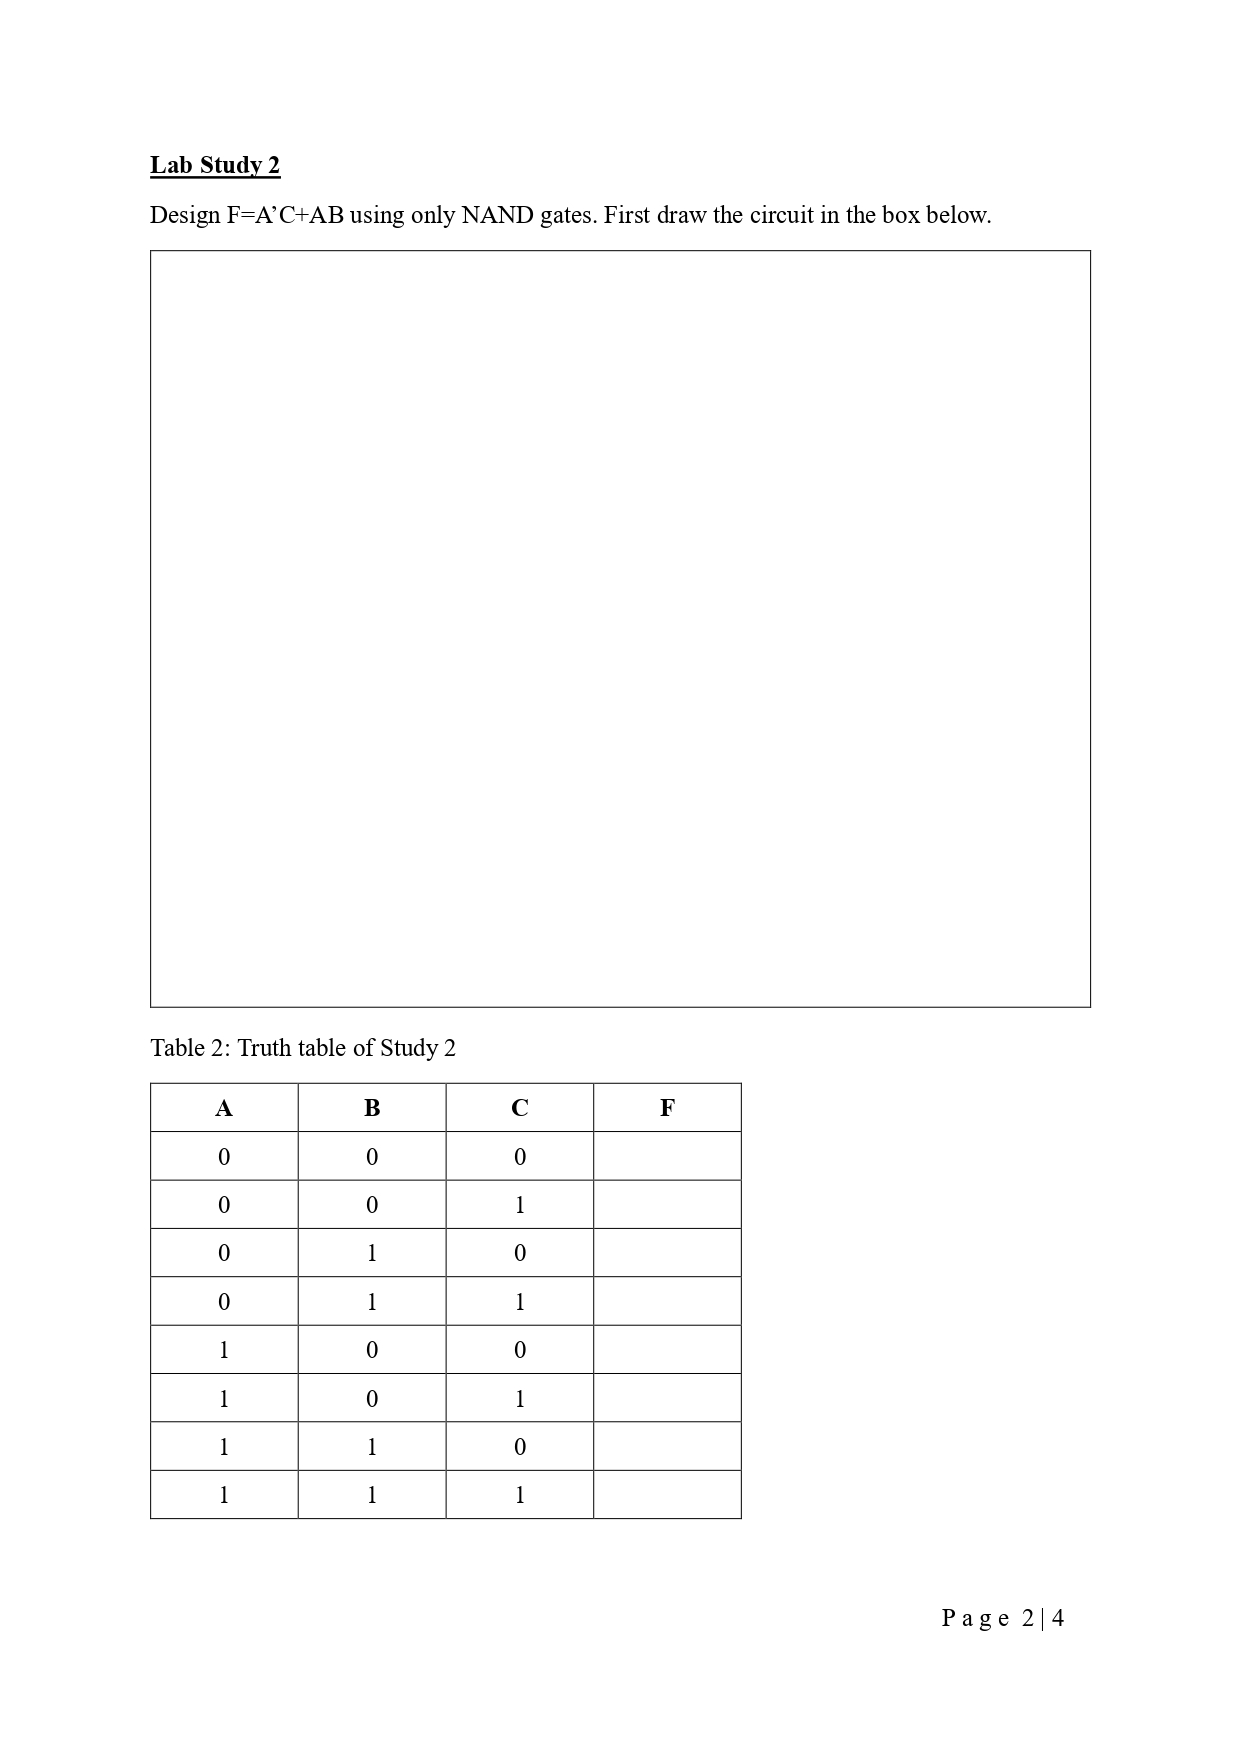 Lab Study 2
Design F=A’C+AB using only NAND gates. First draw the circuit in the box below.
Table 2: Truth table of Study 2
A B C F
0 0 0
0 0 1
0 1 0
0 1 1
1 0 0
1 0 1
1 1 0
1 1 1
P a g e 2 | 4